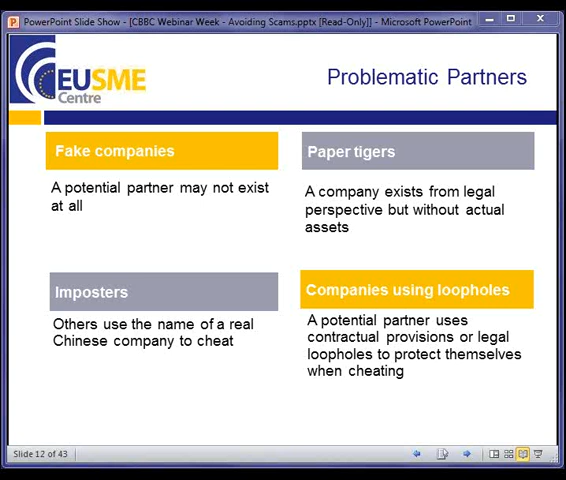 PowerPoint Slide Show - [CBBC Webinar Week - Avoiding Scams.pptx [Read-Only]] - Microsoft PowerPoint
EUSME
Centre
Problematic Partners
Fake companies
A potential partner may not exist
at all
Paper tigers
A company exists from legal
perspective but without actual
assets
Imposters
Others use the name of a real
Chinese company to cheat
Companies using loopholes
A potential partner uses
contractual provisions or legal
loopholes to protect themselves
when cheating
Slide 12 of 43